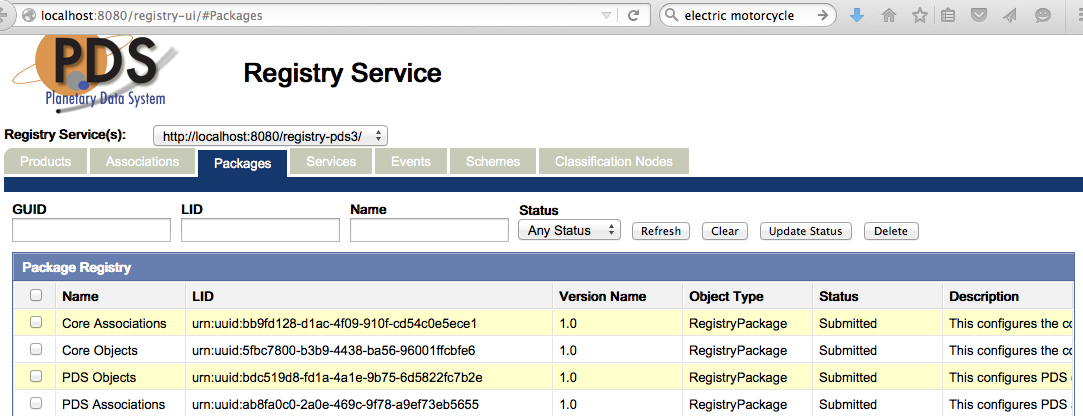 localhost:8080/registry-ui/#Packages electric motorcycle
PDS
Planetary Data System
Registry Service
Registry Service(s): http://localhost:8080/registry-pds3/
Products Associations Packages Services Events Schemes Classification Nodes
GUID LID Name Status
Any Status Refresh Clear Update Status Delete
Package Registry
Name LID Version Name Object Type Status Description
Core Associations urn:uuid:bb9fd128-d1ac-4f09-910f-cd54c0e5ece1 1.0 RegistryPackage Submitted This configures the co
Core Objects urn:uuid:5fbc7800-b3b9-4438-ba56-96001ffcbfe6 1.0 RegistryPackage Submitted This configures the co
PDS Objects urn:uuid:bdc519d8-fd1a-4a1e-9b75-6d5822fc7b2e 1.0 RegistryPackage Submitted This configures PDS
PDS Associations urn:uuid:ab8fa0c0-2a0e-469c-9f78-a9ef73eb5655 1.0 RegistryPackage Submitted This configures PDS